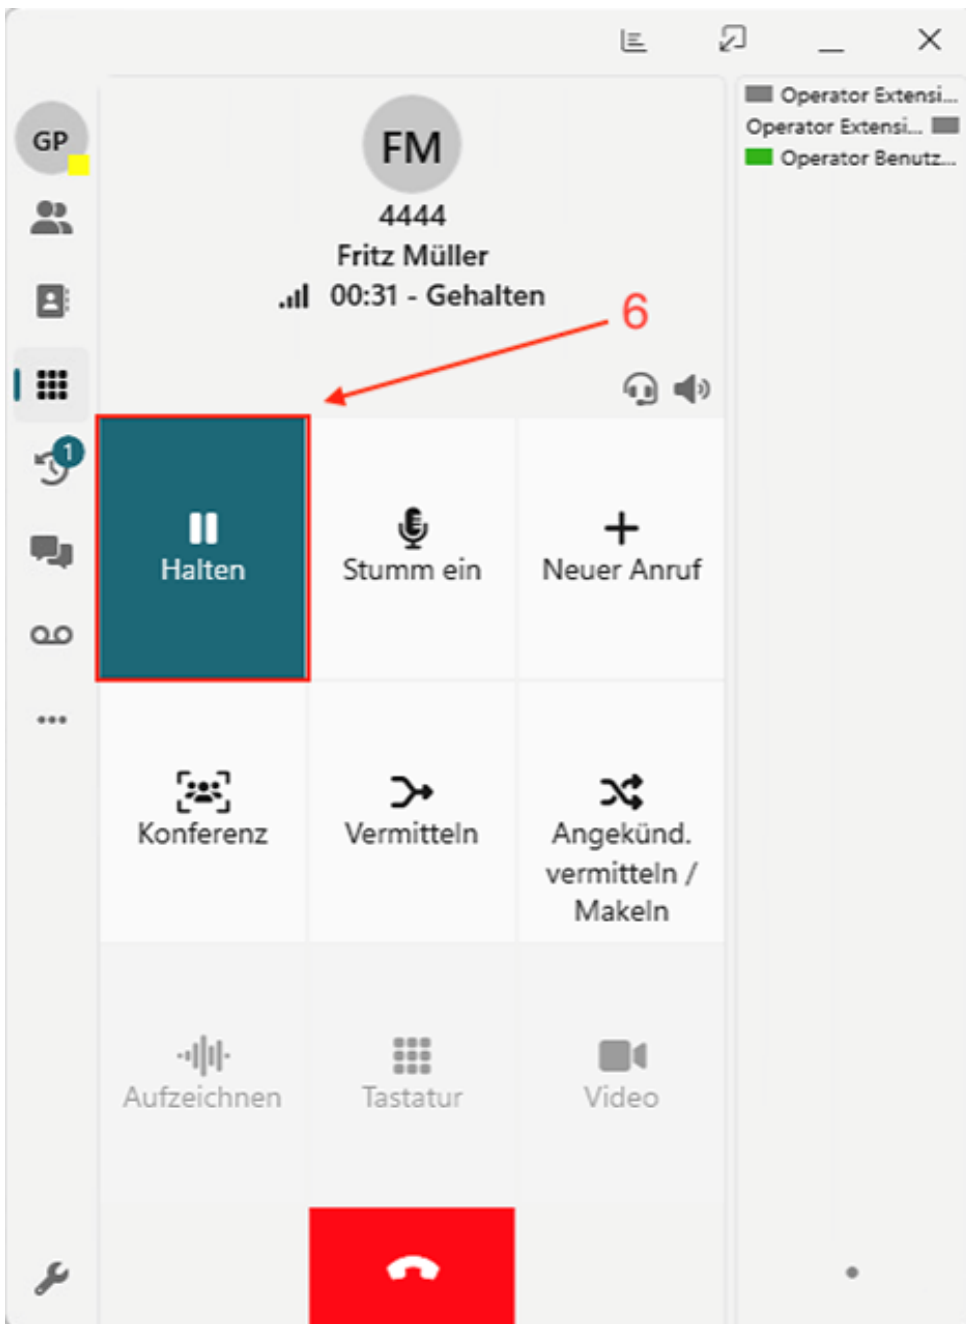 GP
FM
4444
Fritz Müller
00:31 - Gehalten
6
Operator Extensi...
Operator Extensi...
Operator Benutz...
1
Halten
Stumm ein
Neuer Anruf
Konferenz
Vermitteln
Angekünd.
vermitteln /
Makeln
Aufzeichnen
Tastatur
Video